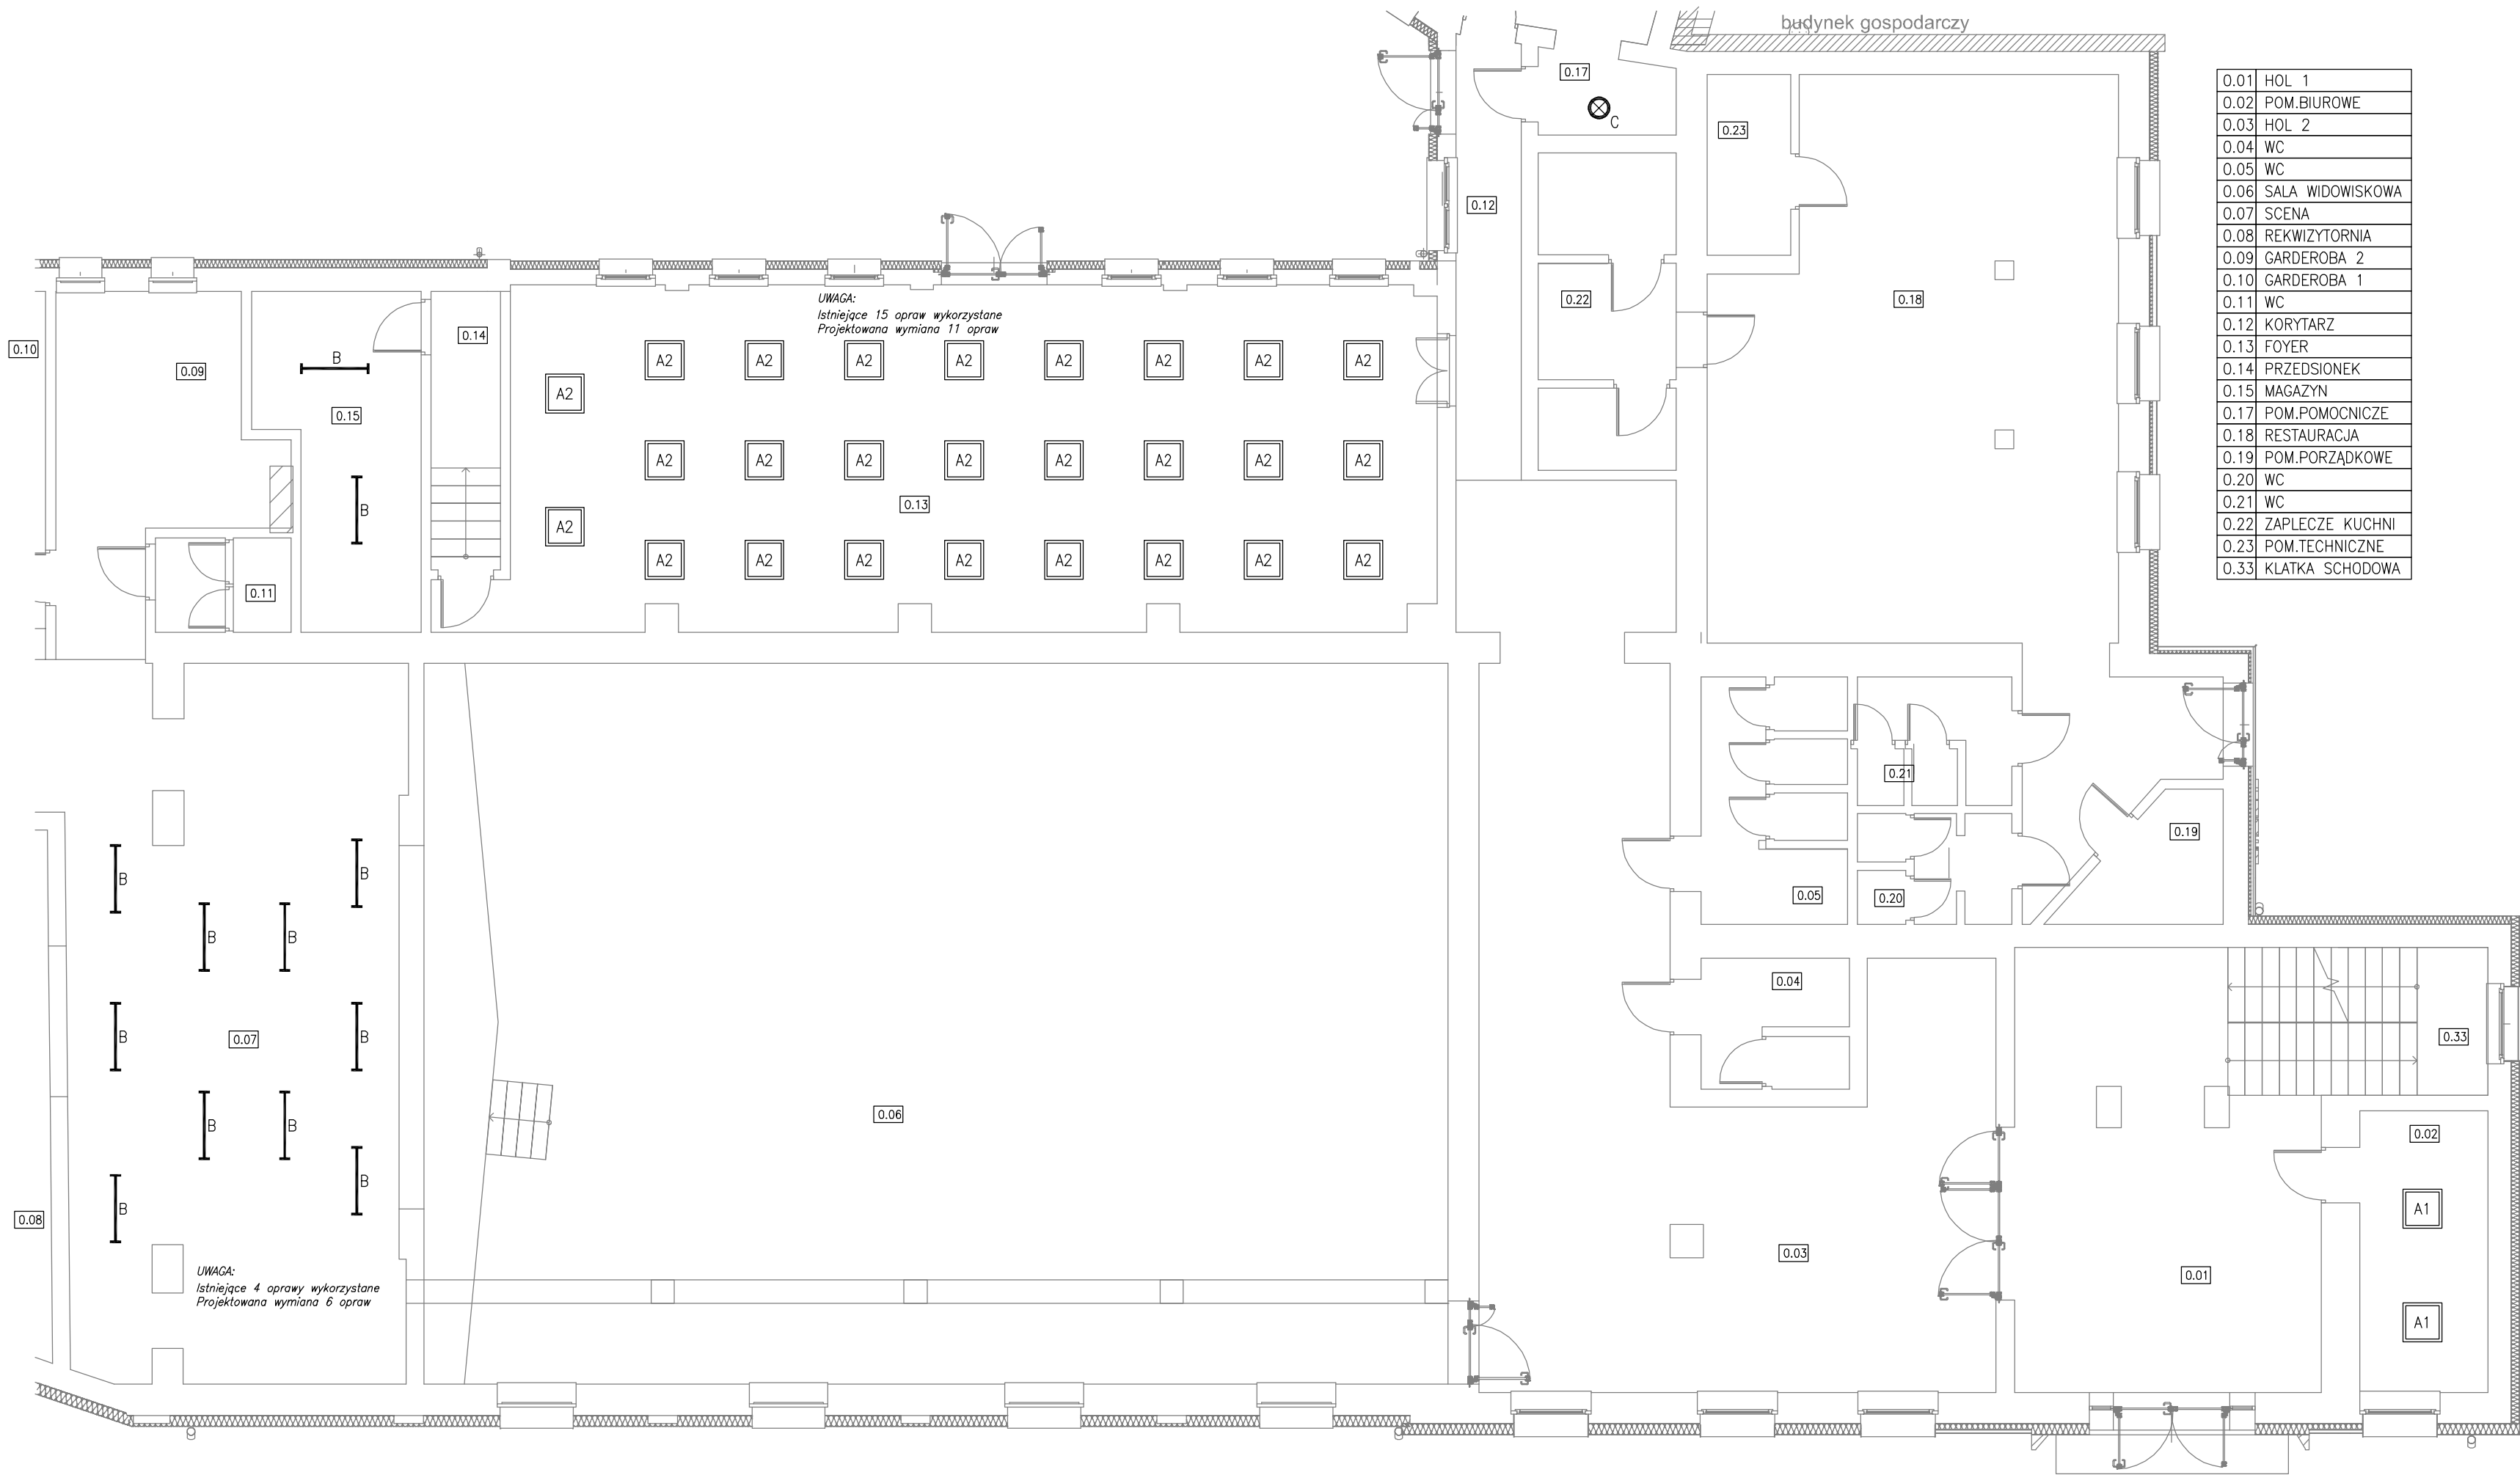 budynek gospodarczy
0.17
C
0.23
0.12
0.22
0.18
0.01 HOL 1
0.02 POM.BIUROWE
0.03 HOL 2
0.04 WC
0.05 WC
0.06 SALA WIDOWISKOWA
0.07 SCENA
0.08 REKWIZYTORNIA
0.09 GARDEROBA 2
0.10 GARDEROBA 1
0.11 WC
0.12 KORYTARZ
0.13 FOYER
0.14 PRZEDSIONEK
0.15 MAGAZYN
0.17 POM.POMOCNICZE
0.18 RESTAURACJA
0.19 POM.PORZĄDKOWE
0.20 WC
0.21 WC
0.22 ZAPLECZE KUCHNI
0.23 POM.TECHNICZNE
0.33 KLATKA SCHODOWA
UWAGA:
Istniejące 15 opraw wykorzystane
Projektowana wymiana 11 opraw
0.10
0.09
B
0.15
B
0.14
0.11
A2
A2 A2 A2 A2 A2 A2 A2 A2
A2 A2 A2 A2 A2 A2 A2 A2
0.13
A2
A2 A2 A2 A2 A2 A2 A2 A2
B
B
B
B
B
B
0.07
B
B
B
B
0.08
UWAGA:
Istniejące 4 oprawy wykorzystane
Projektowana wymiana 6 opraw
0.06
0.21
0.19
0.05
0.20
0.04
0.33
0.02
A1
0.03
0.01
A1